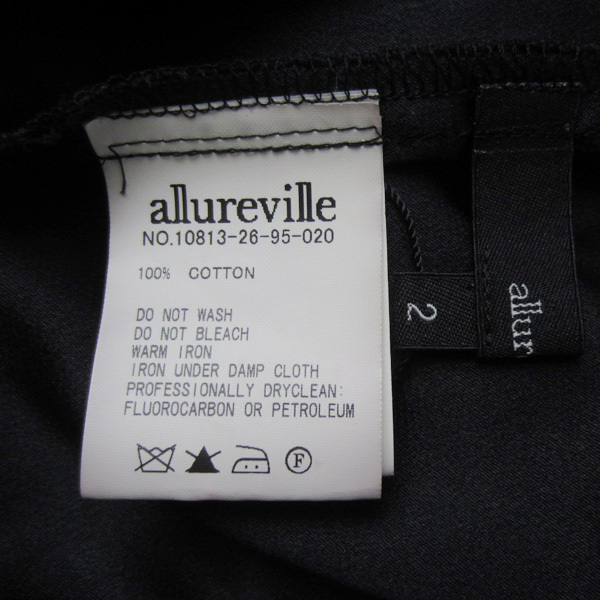 allureville
NO.10813-26-95-020
100% COTTON
DO NOT WASH
DO NOT BLEACH
WARM IRON
IRON UNDER DAMP CLOTH
PROFESSIONALLY DRYCLEAN:
FLUOROCARBON OR PETROLEUM
F
2
allur